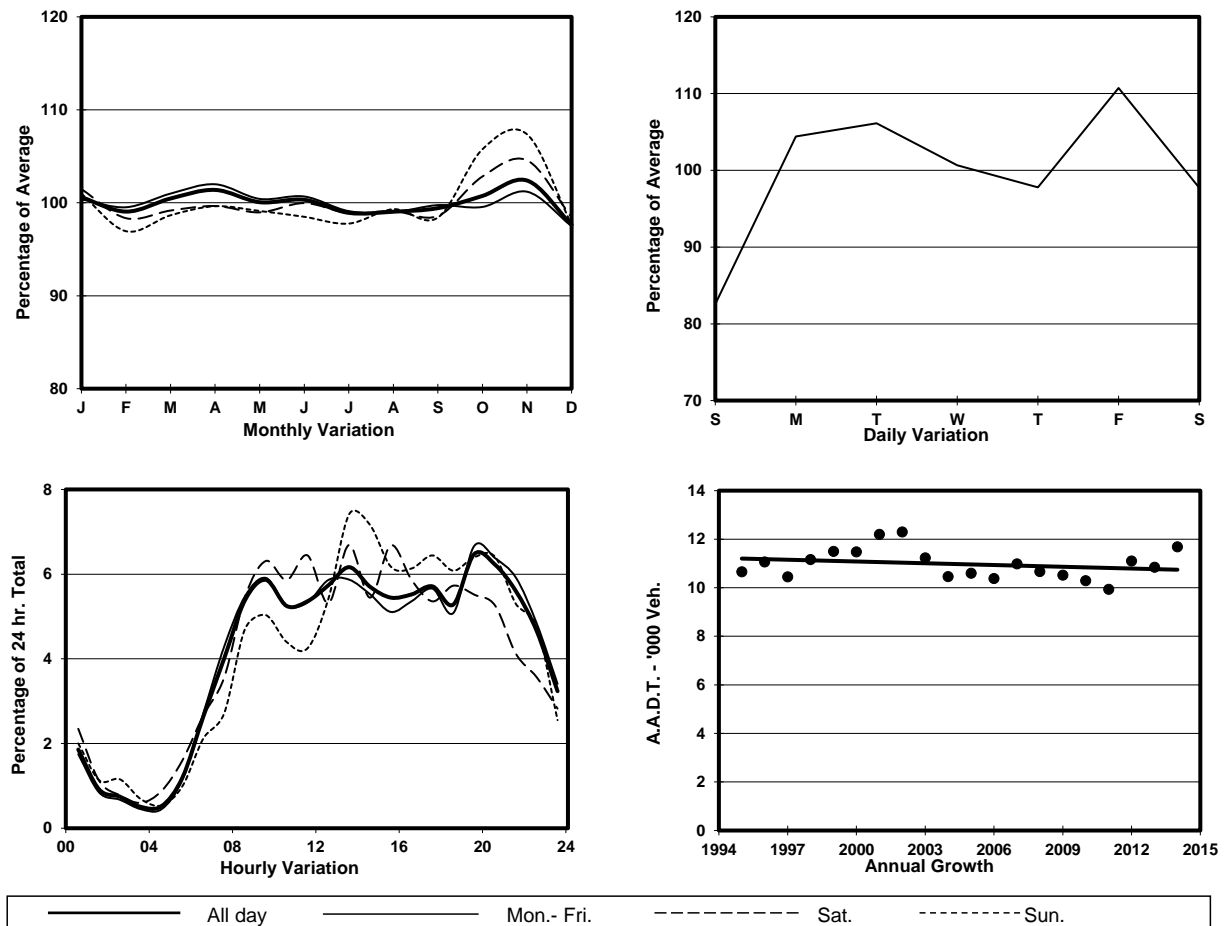 120
110
100
90
80
Percentage of Average
J F M A M J J A S O N D
Monthly Variation
120
110
100
90
80
70
Percentage of Average
S M T W T F S
Daily Variation
8
6
4
2
0
Percentage of 24 hr. Total
00 04 08 12 16 20 24
Hourly Variation
14
12
10
8
6
4
2
0
A.A.D.T. - '000 Veh.
1994 1997 2000 2003 2006 2009 2012 2015
Annual Growth
All day Mon.- Fri. Sat. Sun.